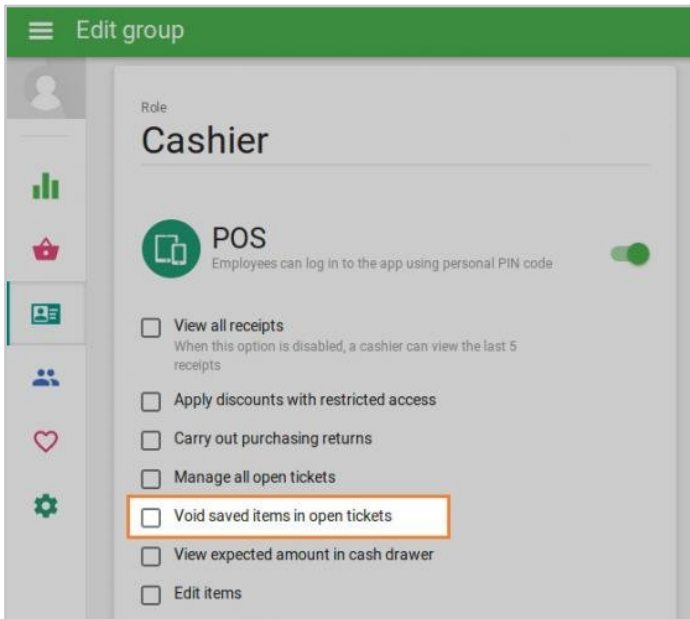 Edit group
Role
Cashier
POS
Employees can log in to the app using personal PIN code
View all receipts
When this option is disabled, a cashier can view the last 5
receipts
Apply discounts with restricted access
Carry out purchasing returns
Manage all open tickets
Void saved items in open tickets
View expected amount in cash drawer
Edit items